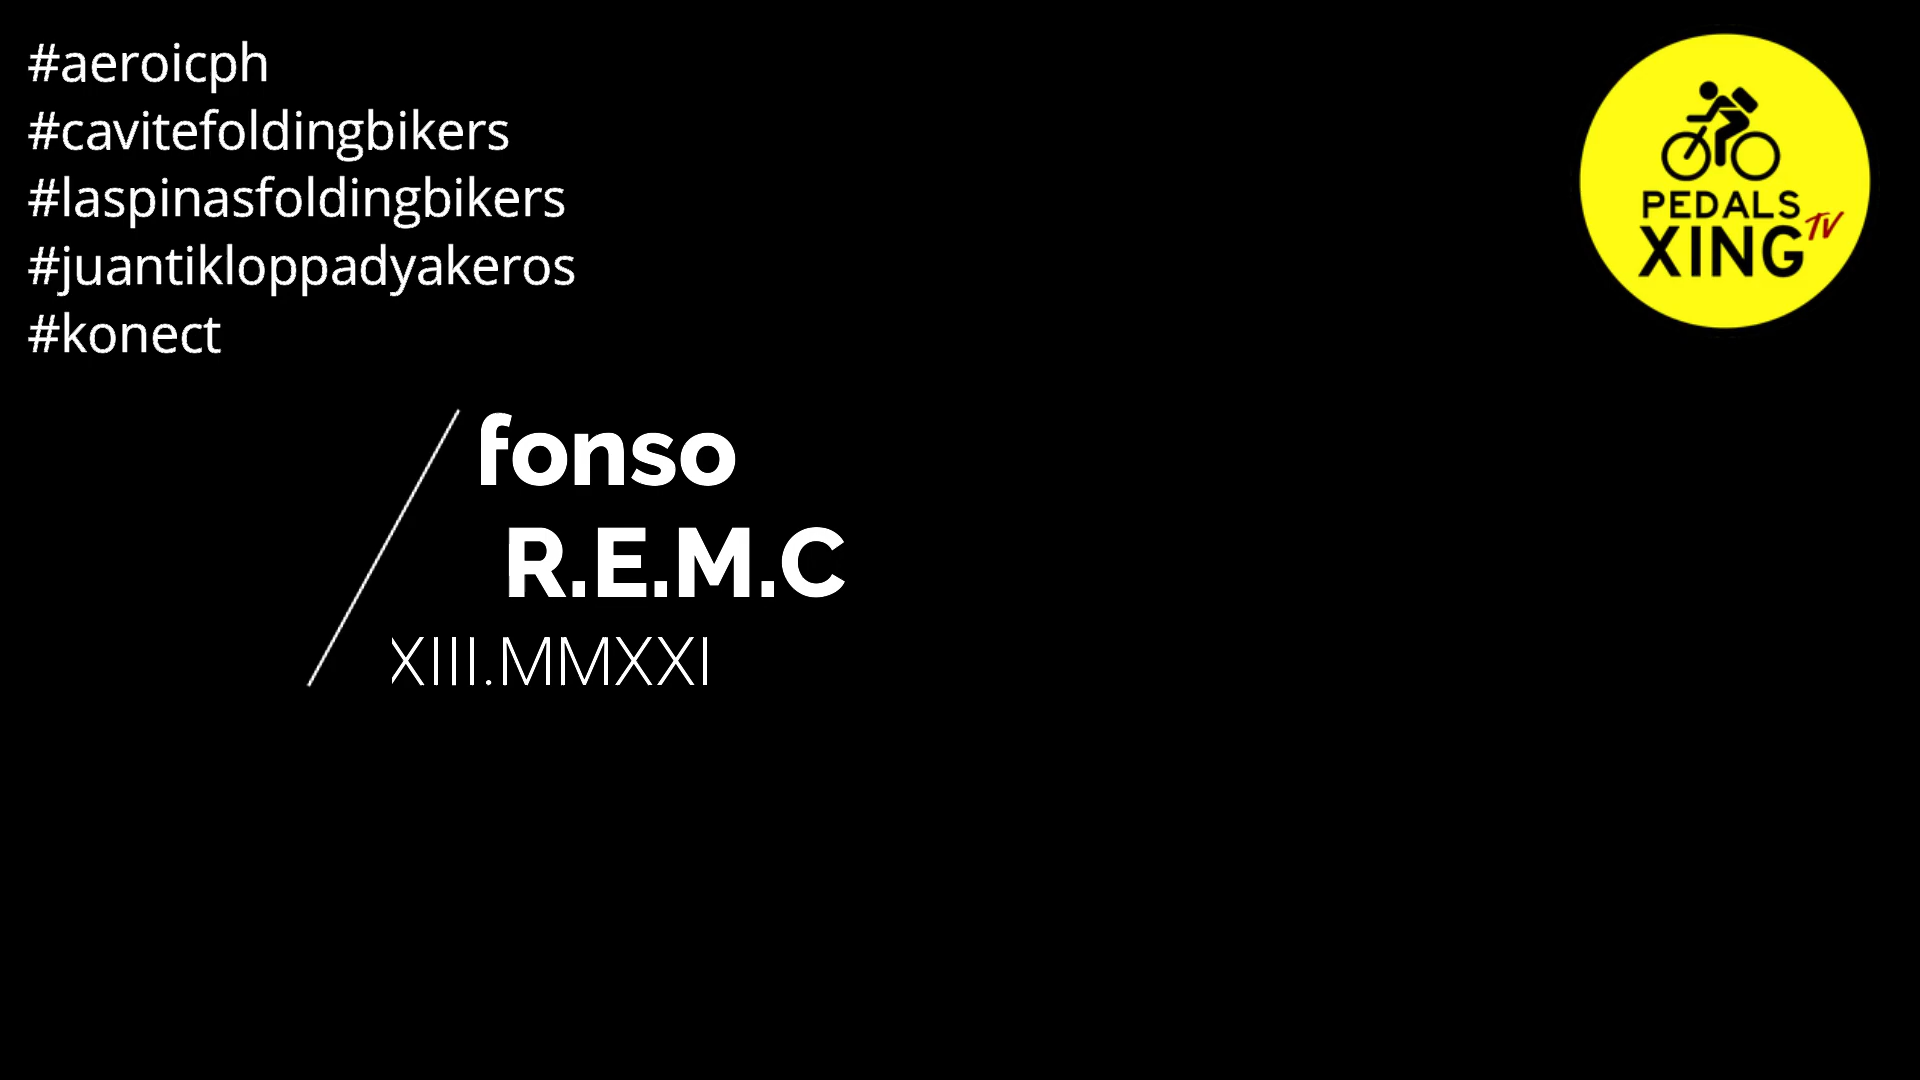 #aeroicph
#cavitefoldingbikers
#laspinasfoldingbikers
#juantikloppadyakeros
#konect
PEDALS
XING TV
fonso
R.E.M.C
XIII.MMXXI